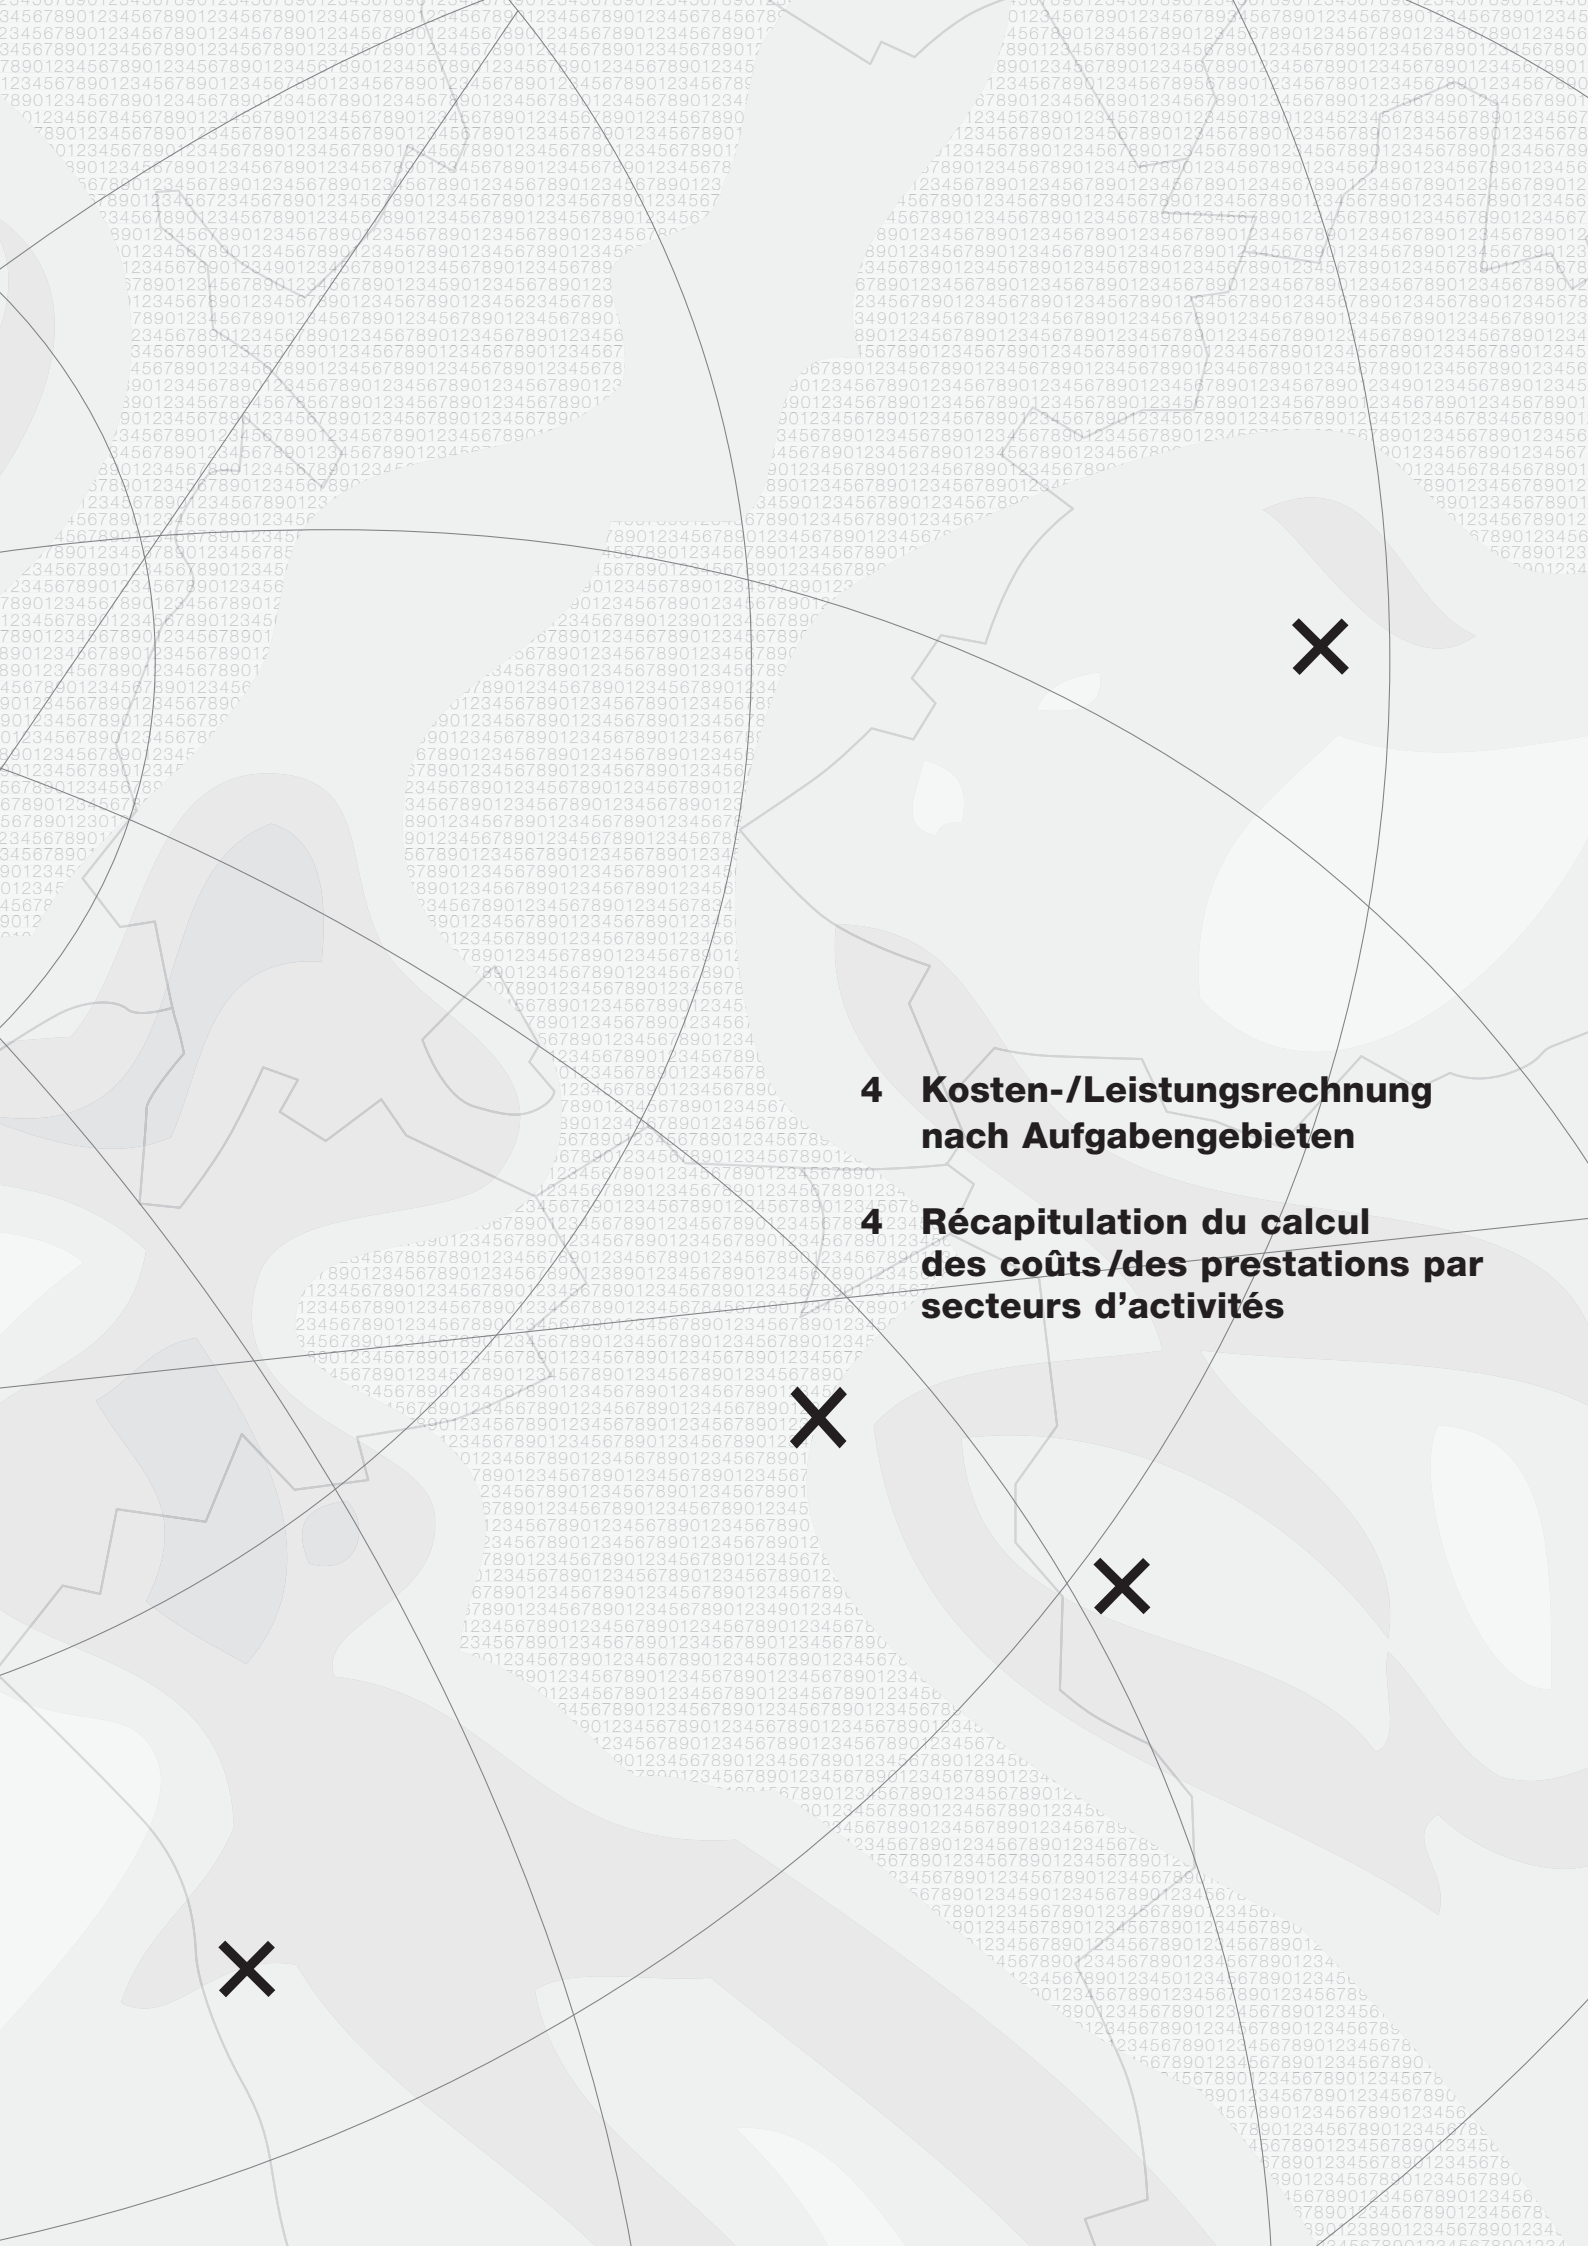 4 Kosten-/Leistungsrechnung
nach Aufgabengebieten
4 Récapitulation du calcul
des coûts/des prestations par
secteurs d’activités